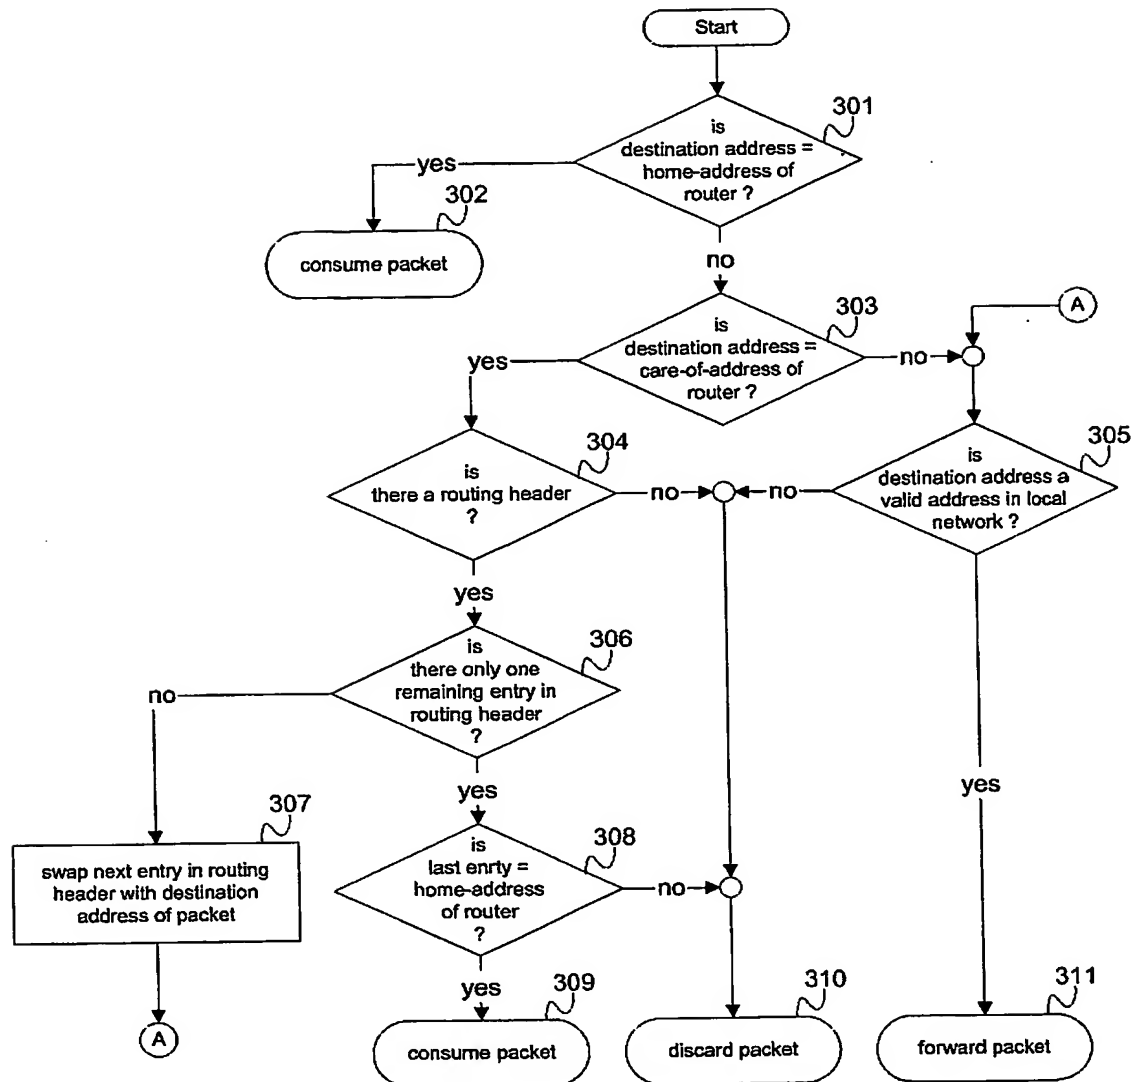 Start
301
is
destination address =
home-address of
router ?
yes
302
consume packet
no
303
is
destination address =
care-of-address of
router ?
A
yes
no
304
is
there a routing header
?
no
no
305
is
destination address a
valid address in local
network ?
yes
306
is
there only one
remaining entry in
routing header
?
no
yes
yes
307
swap next entry in routing
header with destination
address of packet
308
is
last enrty =
home-address
of router
?
no
yes
A
309
consume packet
310
discard packet
311
forward packet